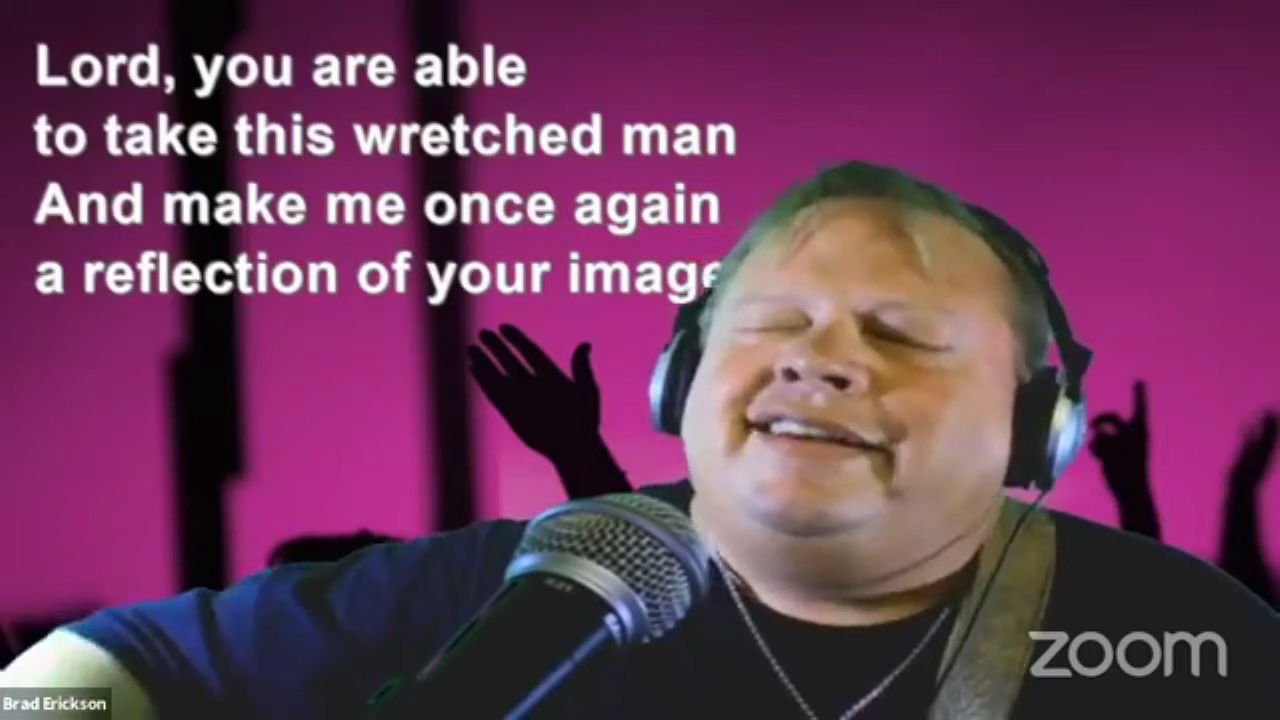 Lord, you are able
to take this wretched man
And make me once again
a reflection of your image
zoom
Brad Erickson